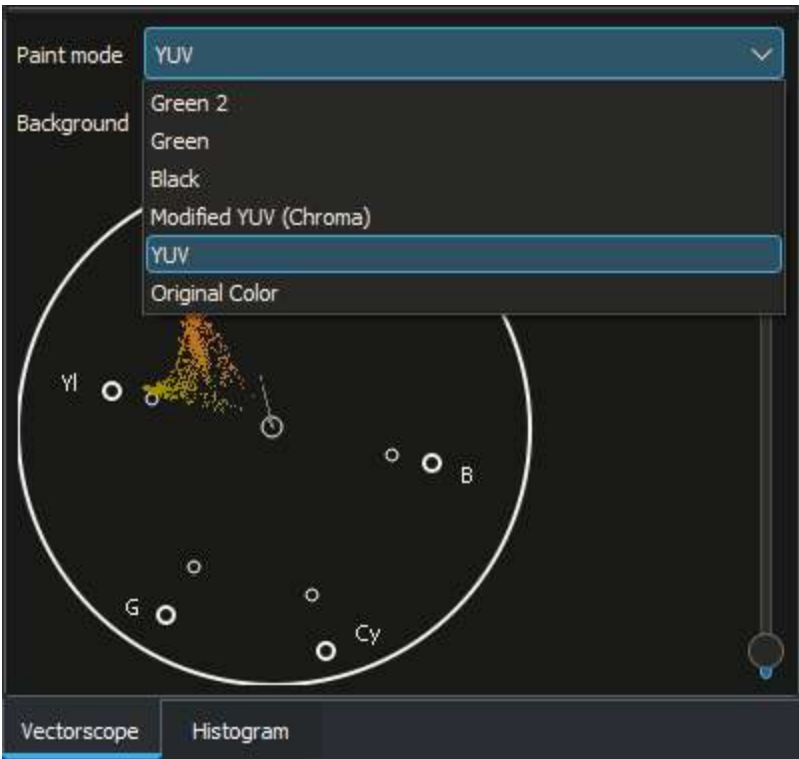 Paint mode YUV
Green 2
Background
Green
Black
Modified YUV (Chroma)
YUV
Original Color
Yl
B
G
Cy
Vectorscope Histogram